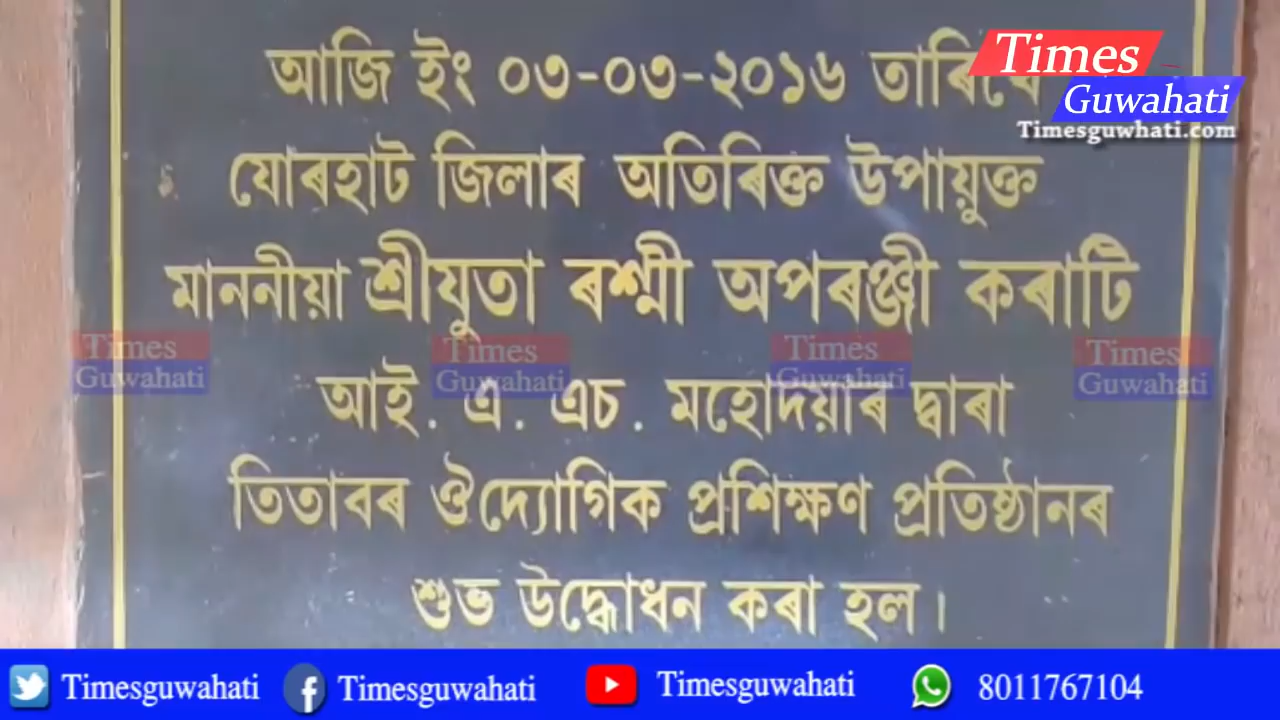 আজি ইং ০৩-০৩-২০১৬ তাৰিখে
Times
Guwahati
Timesguwhati.com
যোৰহাট জিলাৰ অতিৰিক্ত উপায়ুক্ত
মাননীয়া শ্ৰীযুতা ৰশ্মী অপৰঞ্জী কৰাটি
Times Guwahati
Times Guwahati
Times Guwahati
Times Guwahati
আই. এ. এচ. মহোদয়াৰ দ্বাৰা
তিতাবৰ ঔদ্যোগিক প্ৰশিক্ষণ প্ৰতিষ্ঠানৰ
শুভ উদ্ধোধন কৰা হল।
Timesguwahati Timesguwahati Timesguwahati 8011767104